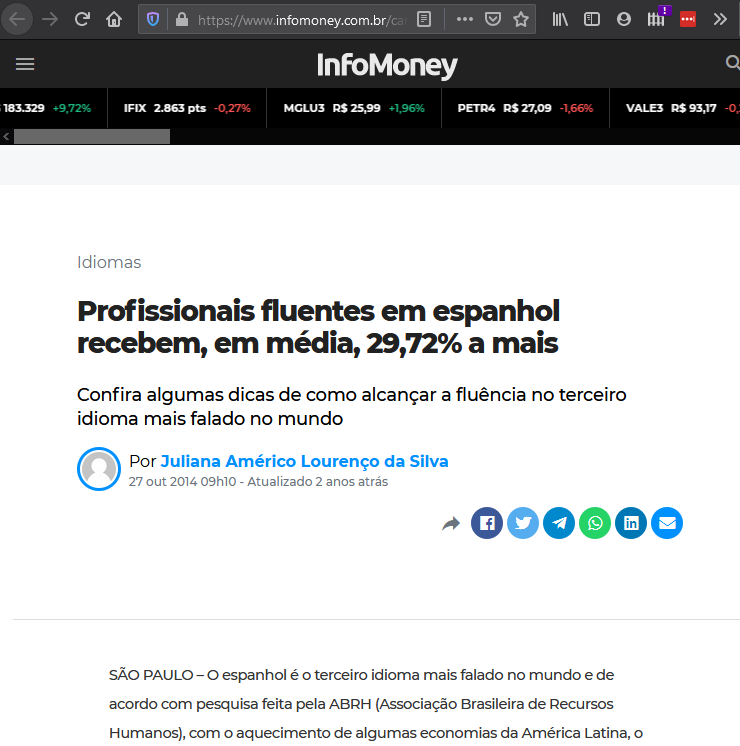 https://www.infomoney.com.br/ca
InfoMoney
183.329 +9,72% IFIX 2.863 pts -0,27% MGLU3 R$ 25,99 +1,96% PETR4 R$ 27,09 -1,66% VALE3 R$ 93,17 -0,
Idiomas
Profissionais fluentes em espanhol
recebem, em média, 29,72% a mais
Confira algumas dicas de como alcançar a fluência no terceiro
idioma mais falado no mundo
Por Juliana Américo Lourenço da Silva
27 out 2014 09h10 - Atualizado 2 anos atrás
SÃO PAULO – O espanhol é o terceiro idioma mais falado no mundo e de
acordo com pesquisa feita pela ABRH (Associação Brasileira de Recursos
Humanos), com o aquecimento de algumas economias da América Latina, o